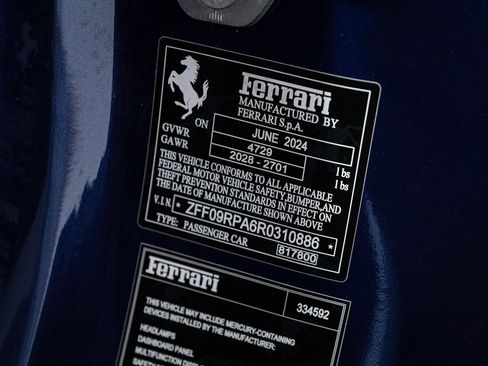 Ferrari
MANUFACTURED BY
FERRARI S.p.A.
ON JUNE 2024
GVWR 4729 lbs
GAWR 2028 - 2701 lbs
THIS VEHICLE CONFORMS TO ALL APPLICABLE
FEDERAL MOTOR VEHICLE SAFETY, BUMPER, AND
THEFT PREVENTION STANDARDS IN EFFECT ON
THE DATE OF MANUFACTURE SHOWN ABOVE
V.I.N. * ZFF09RPA6R0310886 *
TYPE: PASSENGER CAR 817800
Ferrari
334592
THIS VEHICLE MAY INCLUDE MERCURY-CONTAINING
DEVICES INSTALLED BY THE MANUFACTURER:
HEADLAMPS
DASHBOARD PANEL
MULTIFUNCTION